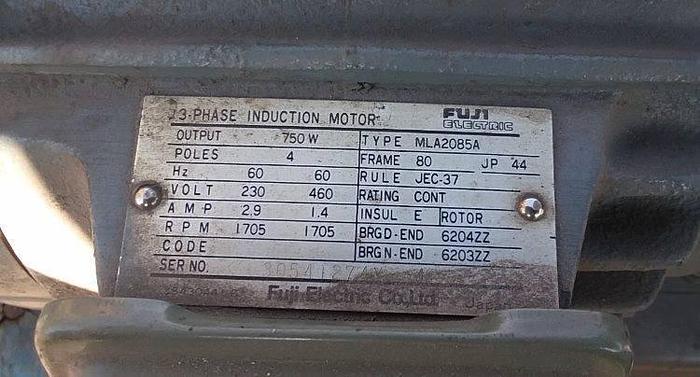 3-PHASE INDUCTION MOTOR FUJI ELECTRIC
OUTPUT 750 W TYPE MLA2085A
POLES 4 FRAME 80 JP 44
Hz 60 60 RULE JEC-37
VOLT 230 460 RATING CONT
AMP 2.9 1.4 INSUL E ROTOR
RPM 1705 1705 BRG D-END 6204ZZ
CODE BRG N-END 6203ZZ
SER NO.
Fuji Electric Co., Ltd.